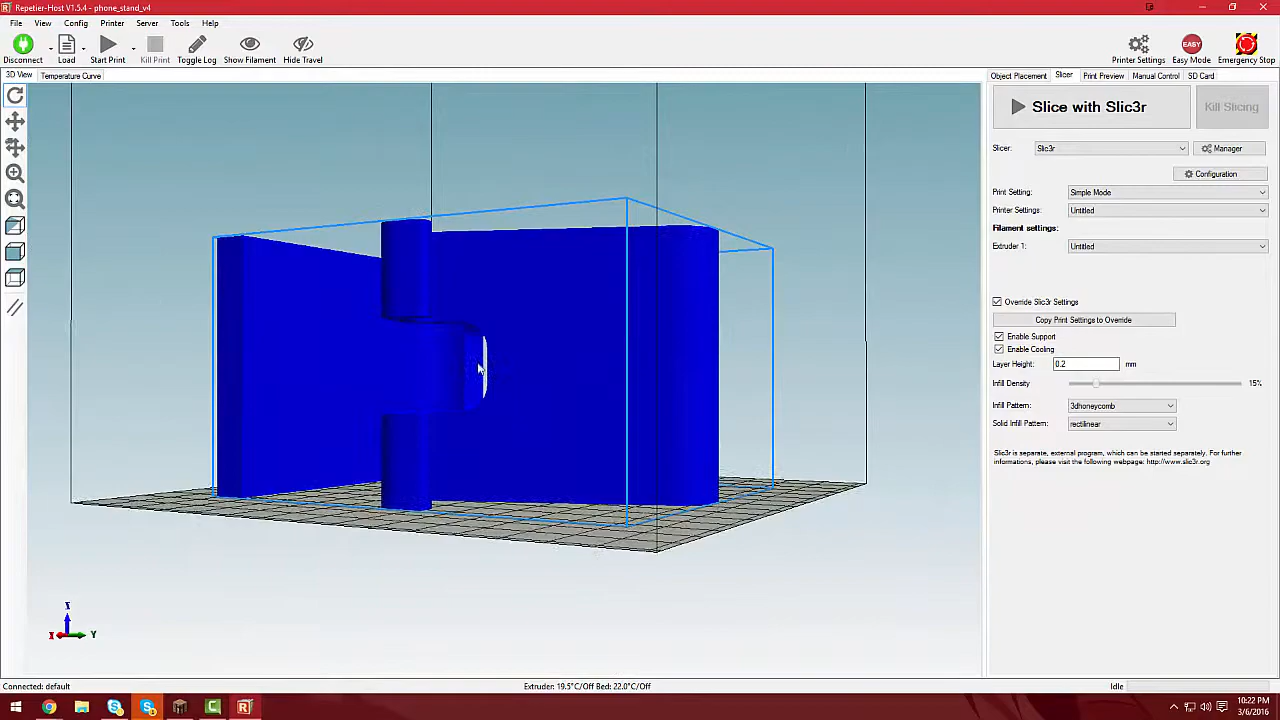 Repetier-Host V1.5.4 - phone_stand_v4
File View Config Printer Server Tools Help
Disconnect Load Start Print Kill Print Toggle Log Show Filament Hide Travel Printer Settings Easy Mode Emergency Stop
EASY
3D View Temperature Curve
Object Placement Slicer Print Preview Manual Control SD Card
Slice with Slic3r Kill Slicing
Slicer: Slic3r Manager
Configuration
Print Setting: Simple Mode
Printer Settings: Untitled
Filament settings:
Extruder 1: Untitled
Override Slic3r Settings
Copy Print Settings to Override
Enable Support
Enable Cooling
Layer Height: 0.2 mm
Infill Density 15%
Infill Pattern: 3dhoneycomb
Solid Infill Pattern: rectilinear
Slic3r is separate, external program, which can be started separately. For further
informations, please visit the following webpage: http://www.slic3r.org
Z
X Y
Connected: default Extruder: 19.5°C/Off Bed: 22.0°C/Off Idle
10:22 PM
3/6/2016